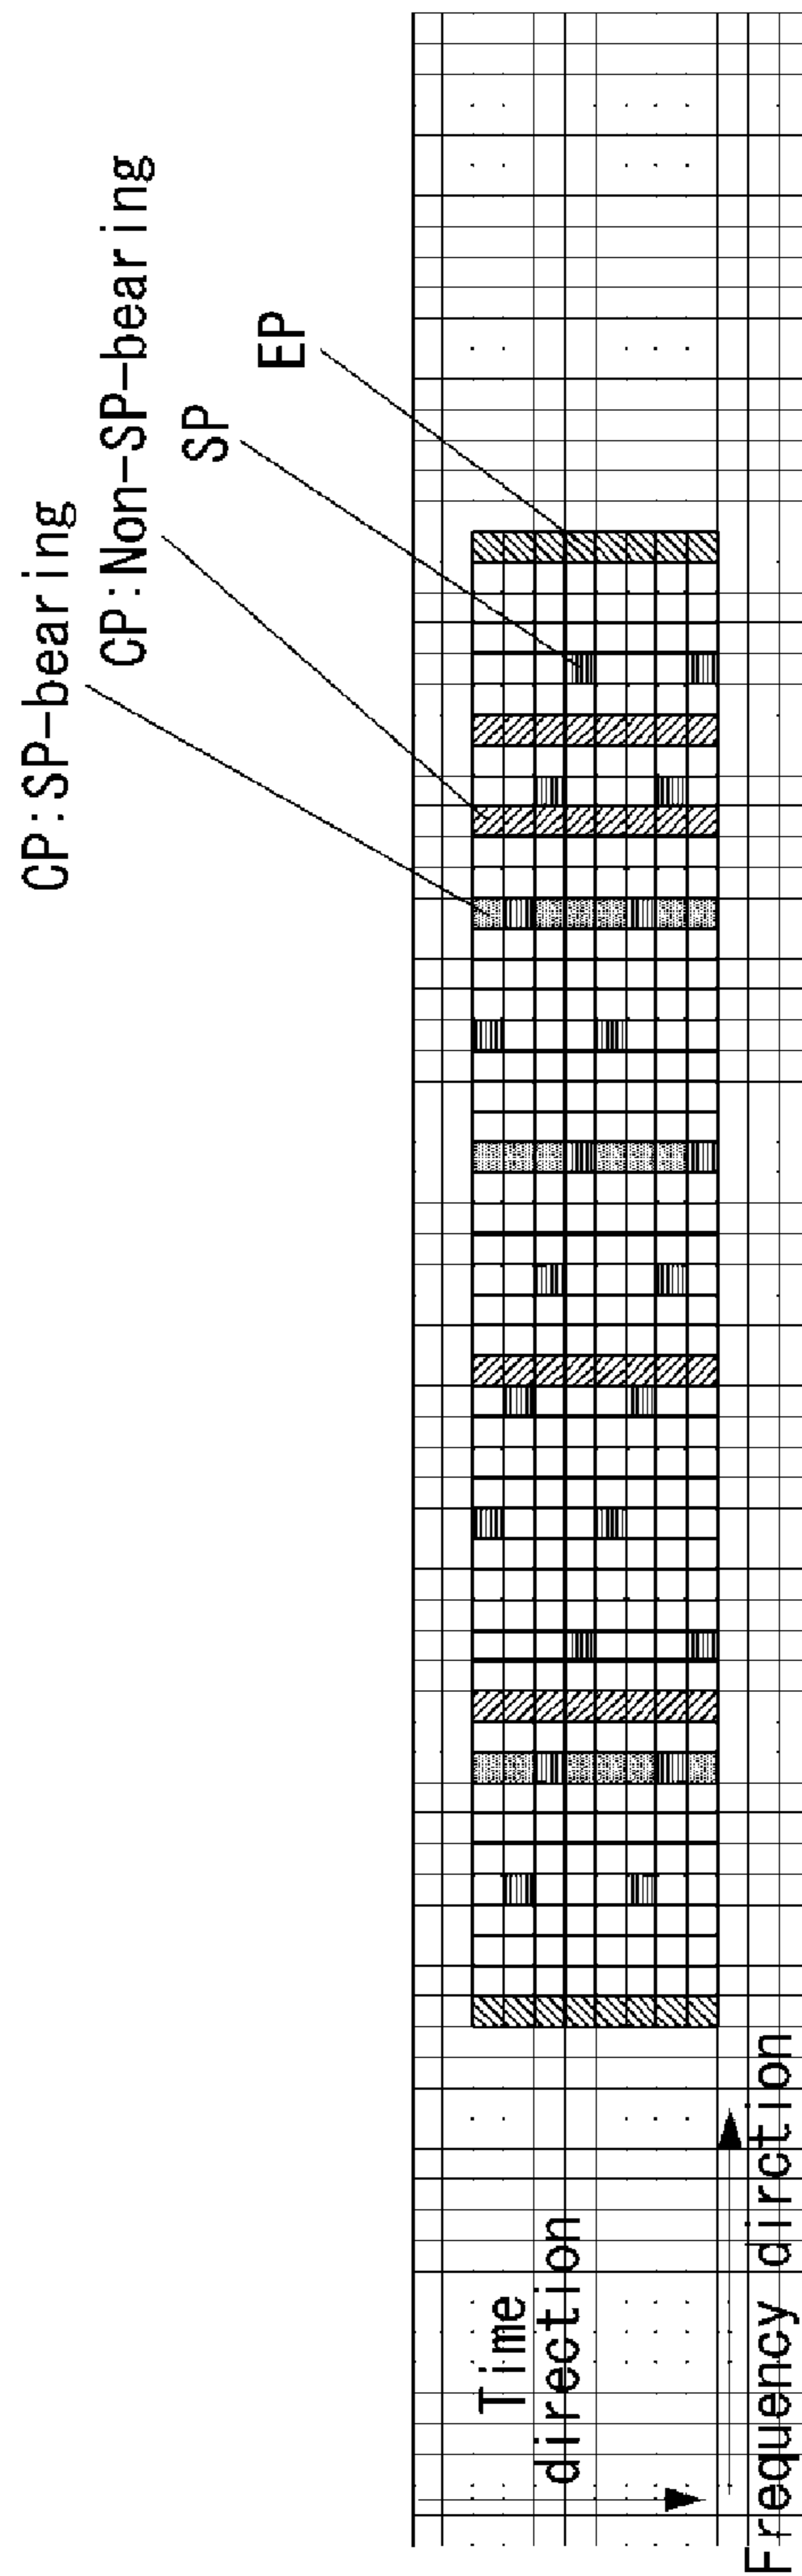 CP:SP-bearing
CP:Non-SP-bearing
SP
EP
Time
direction
Frequency dirction